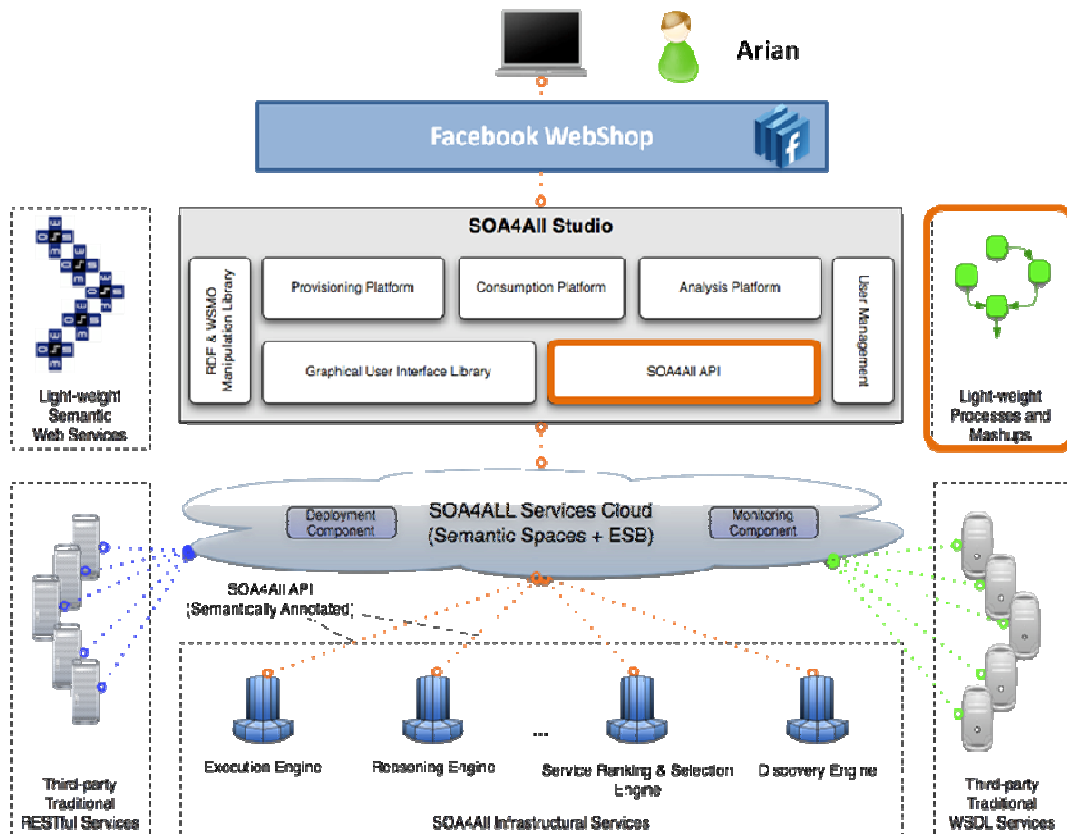 Arian
Facebook WebShop
f
SOA4All Studio
RDF & WSMO
Manipulation Library
Provisioning Platform
Consumption Platform
Analysis Platform
User Management
Graphical User Interface Library
SOA4All API
Light-weight
Semantic
Web Services
Light-weight
Processes and
Mashups
SOA4ALL Services Cloud
(Semantic Spaces + ESB)
Deployment
Component
Monitoring
Component
SOA4All API
(Semantically Annotated)
Execution Engine
Reasoning Engine
...
Service Ranking & Selection
Engine
Discovery Engine
Third-party
Traditional
RESTful Services
SOA4All Infrastructural Services
Third-party
Traditional
WSDL Services